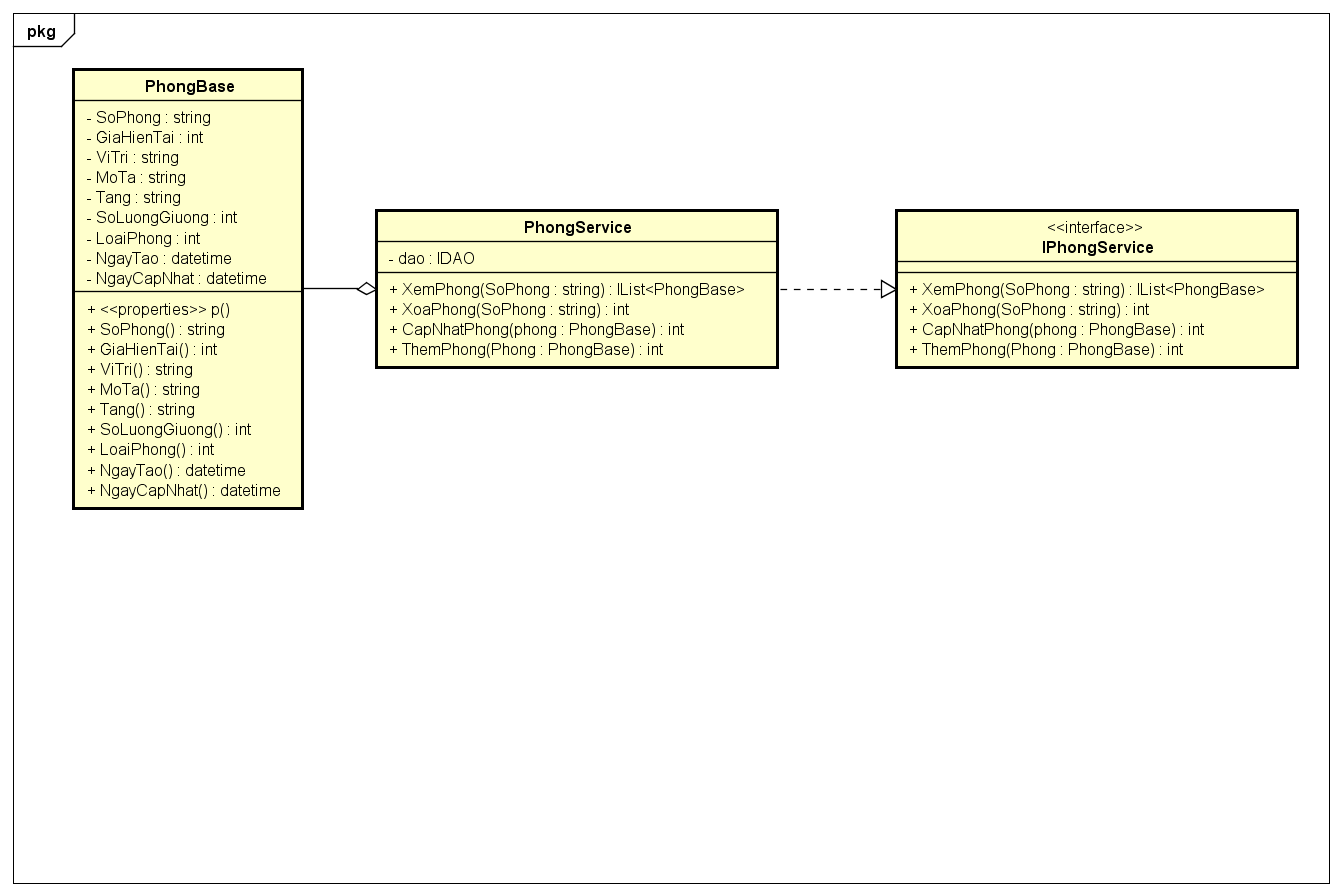 pkg
PhongBase
- SoPhong : string
- GiaHienTai : int
- ViTri : string
- MoTa : string
- Tang : string
- SoLuongGiuong : int
- LoaiPhong : int
- NgayTao : datetime
- NgayCapNhat : datetime
+ <<properties>> p()
+ SoPhong() : string
+ GiaHienTai() : int
+ ViTri() : string
+ MoTa() : string
+ Tang() : string
+ SoLuongGiuong() : int
+ LoaiPhong() : int
+ NgayTao() : datetime
+ NgayCapNhat() : datetime
PhongService
- dao : IDAO
+ XemPhong(SoPhong : string) : IList<PhongBase>
+ XoaPhong(SoPhong : string) : int
+ CapNhatPhong(phong : PhongBase) : int
+ ThemPhong(Phong : PhongBase) : int
<<interface>>
IPhongService
+ XemPhong(SoPhong : string) : IList<PhongBase>
+ XoaPhong(SoPhong : string) : int
+ CapNhatPhong(phong : PhongBase) : int
+ ThemPhong(Phong : PhongBase) : int